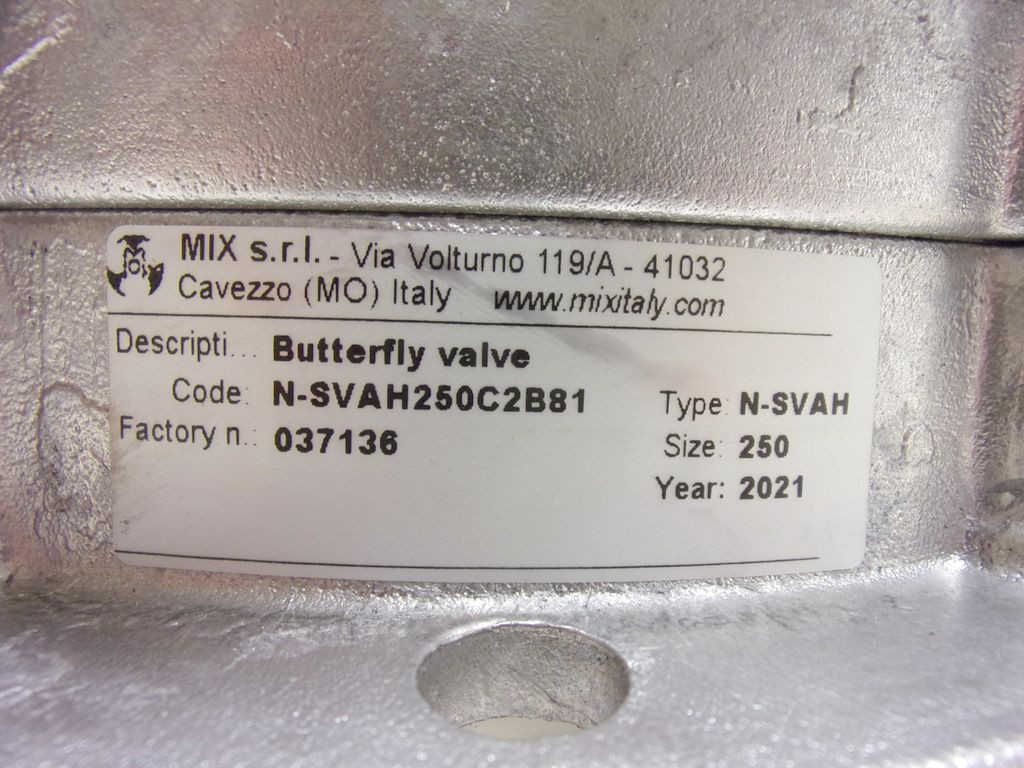 MIX s.r.l. - Via Volturno 119/A - 41032
Cavezzo (MO) Italy www.mixitaly.com
Descripti... Butterfly valve
Code: N-SVAH250C2B81 Type: N-SVAH
Factory n.: 037136 Size: 250
Year: 2021